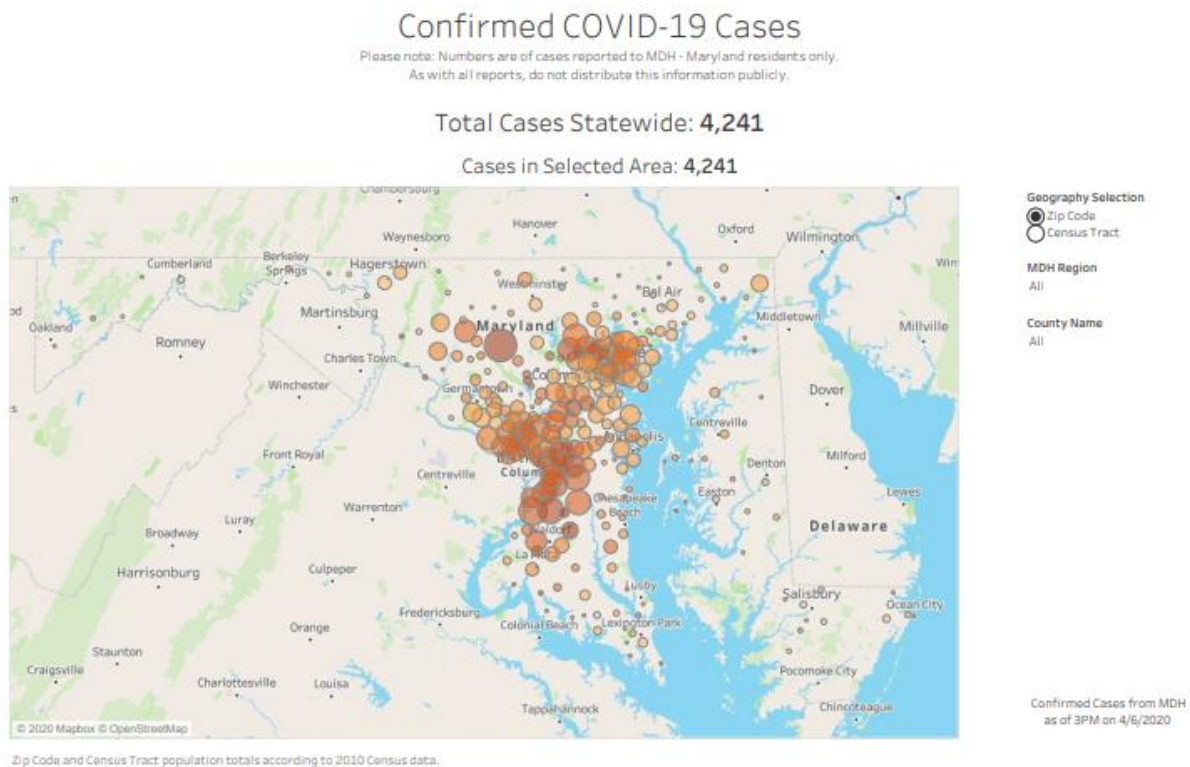 Confirmed COVID-19 Cases
Please note: Numbers are of cases reported to MDH - Maryland residents only.
As with all reports, do not distribute this information publicly.
Total Cases Statewide: 4,241
Cases in Selected Area: 4,241
Geography Selection
Zip Code
Census Tract
MDH Region
All
County Name
All
Chambersburg
Hanover
Waynesboro
Oxford
Wilmington
Cumberland
Berkeley
Springs
Hagerstown
Westminster
Bel Air
Martinsburg
Maryland
Middletown
Oakland
Romney
Millville
Charles Town
Germantown
Winchester
Dover
Centreville
Annapolis
Front Royal
Centreville
Denton
Milford
Warrenton
Chesapeake
Beach
Easton
Lewes
Luray
Broadway
Waldorf
Delaware
Harrisonburg
Culpeper
Lusby
Salisbury
Ocean City
Fredericksburg
Colonial Beach
Lexington Park
Orange
Staunton
Craigsville
Charlottesville
Louisa
Pocomoke City
Tappahannock
Chincoteague
© 2020 Mapbox © OpenStreetMap
Confirmed Cases from MDH
as of 3PM on 4/6/2020
Zip Code and Census Tract population totals according to 2010 Census data.